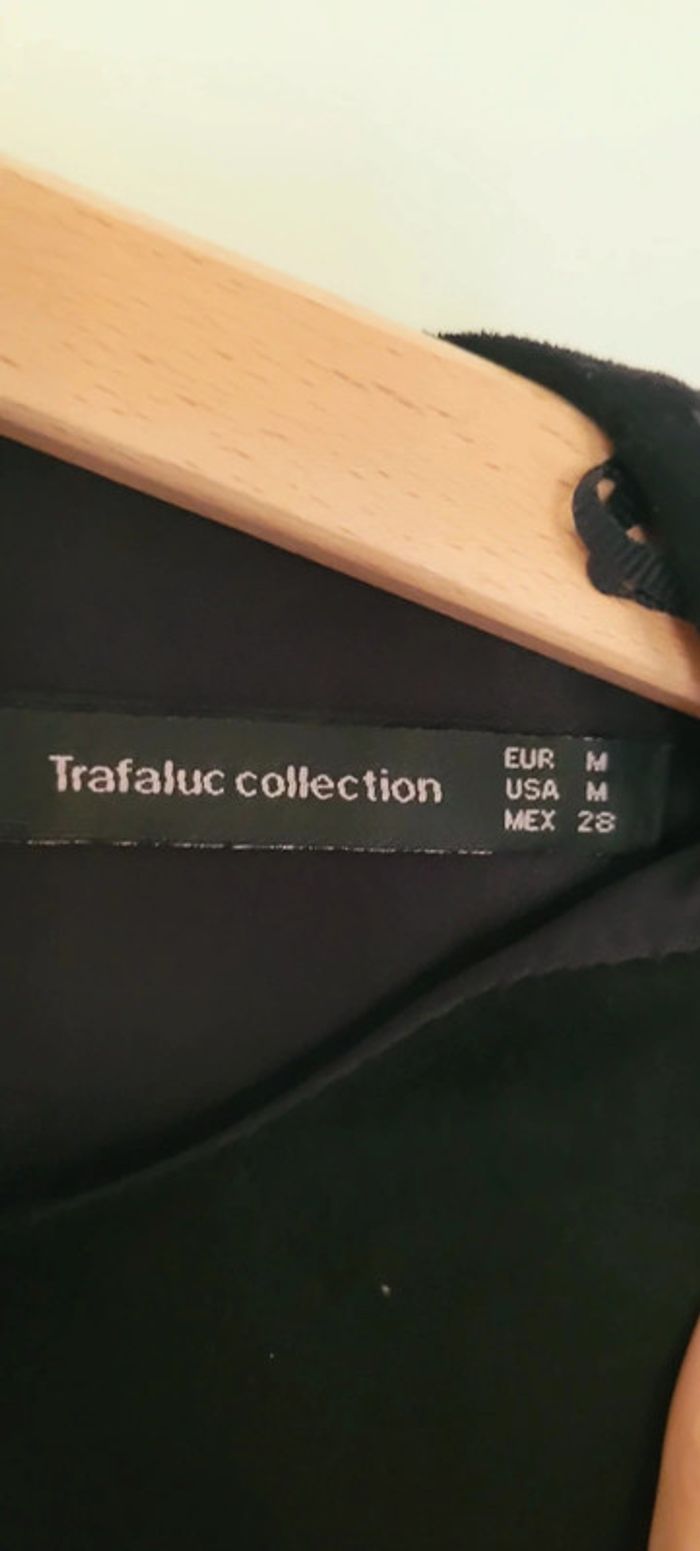 Trafaluc collection
EUR M
USA M
MEX 28